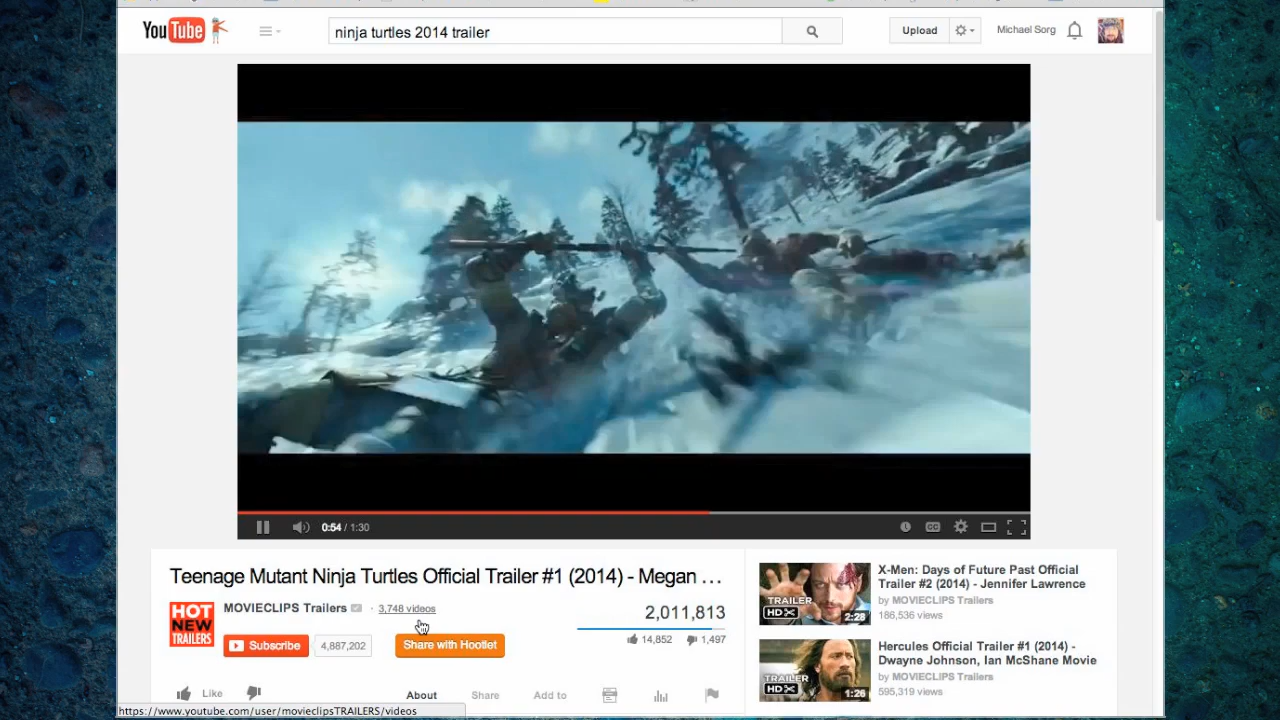 YouTube
ninja turtles 2014 trailer
Upload
Michael Sorg
0:54 / 1:30
CC
Teenage Mutant Ninja Turtles Official Trailer #1 (2014) - Megan ...
HOT
NEW
TRAILERS
MOVIECLIPS Trailers · 3,748 videos
Subscribe 4,887,202
Share with Hootlet
2,011,813
14,852 1,497
Like
About Share Add to
TRAILER
HD
2:28
X-Men: Days of Future Past Official
Trailer #2 (2014) - Jennifer Lawrence
by MOVIECLIPS Trailers
186,536 views
TRAILER
HD
1:26
Hercules Official Trailer #1 (2014) -
Dwayne Johnson, Ian McShane Movie
by MOVIECLIPS Trailers
595,319 views
https://www.youtube.com/user/movieclipsTRAILERS/videos